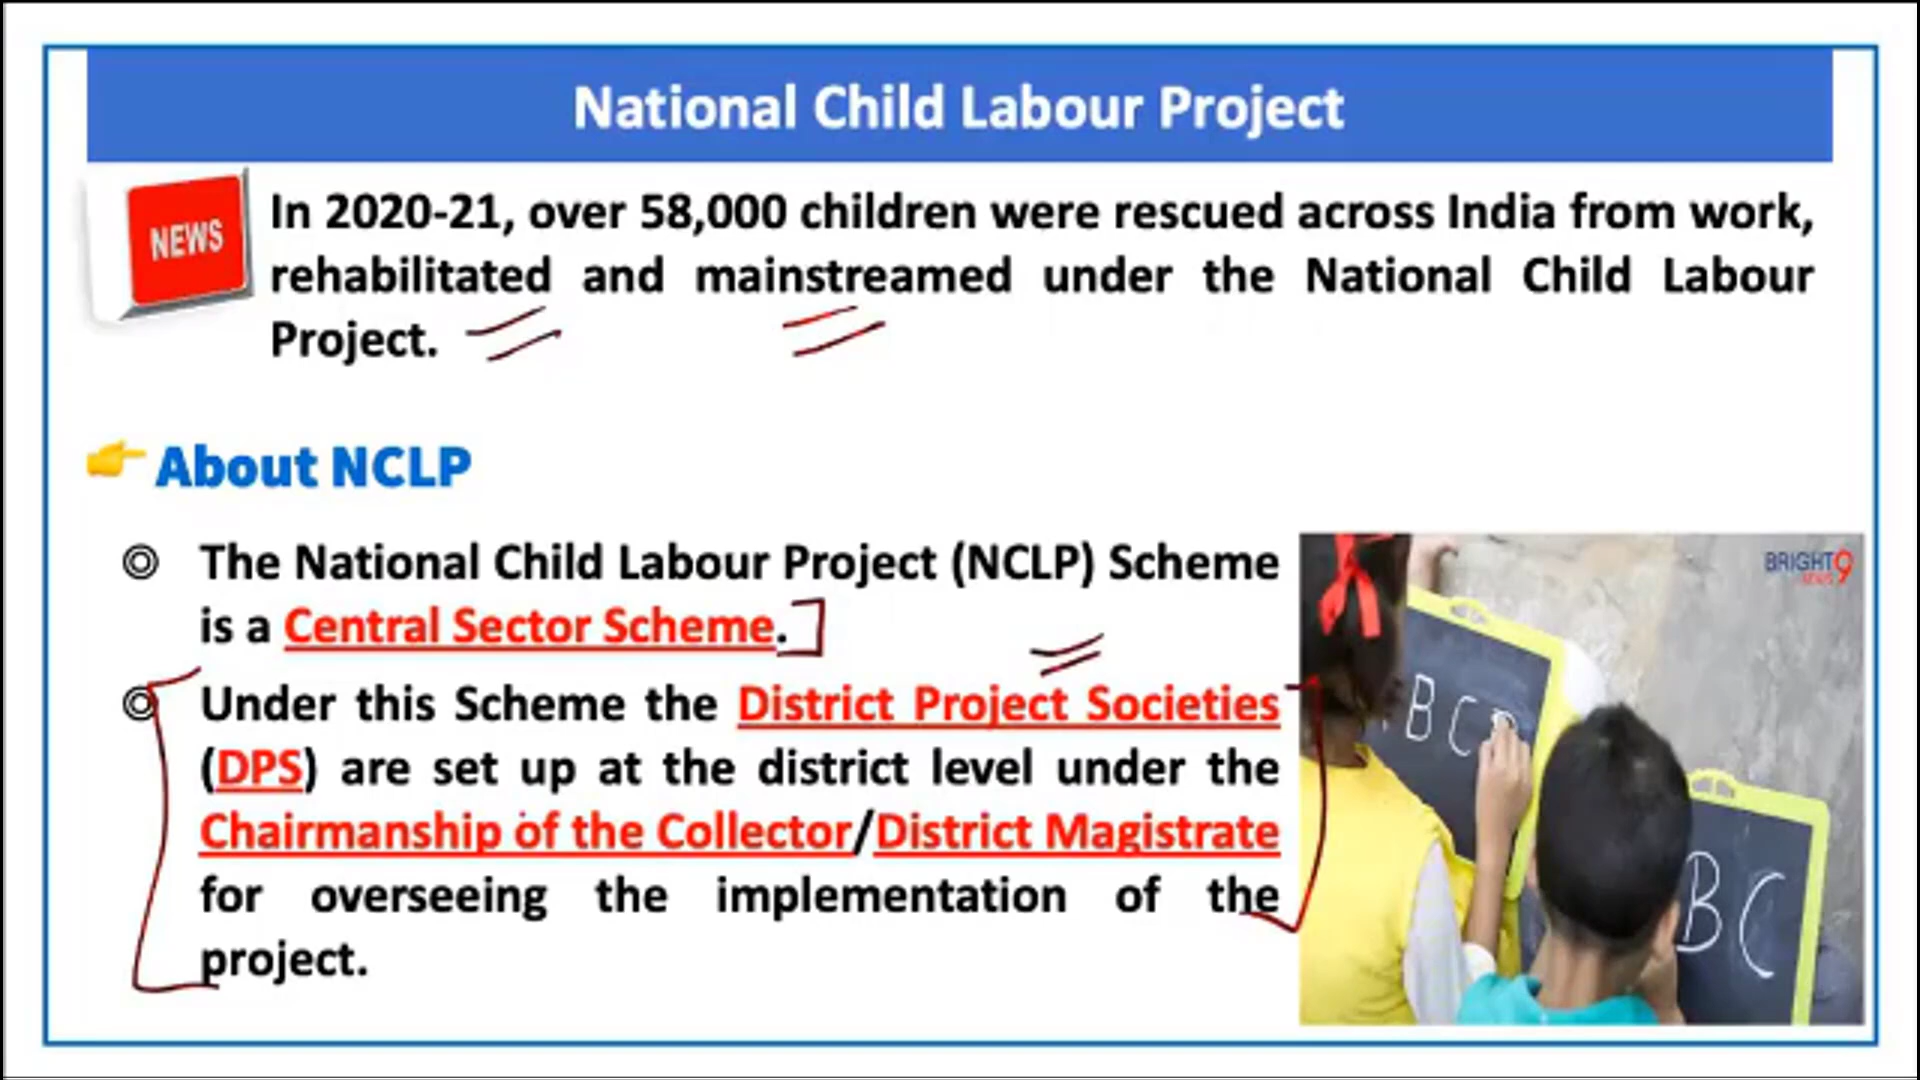 National Child Labour Project
NEWS
In 2020-21, over 58,000 children were rescued across India from work,
rehabilitated and mainstreamed under the National Child Labour
Project.
About NCLP
The National Child Labour Project (NCLP) Scheme
is a Central Sector Scheme.
Under this Scheme the District Project Societies
(DPS) are set up at the district level under the
Chairmanship of the Collector/District Magistrate
for overseeing the implementation of the
project.
BRIGHT9
NEWS
B C D
B C